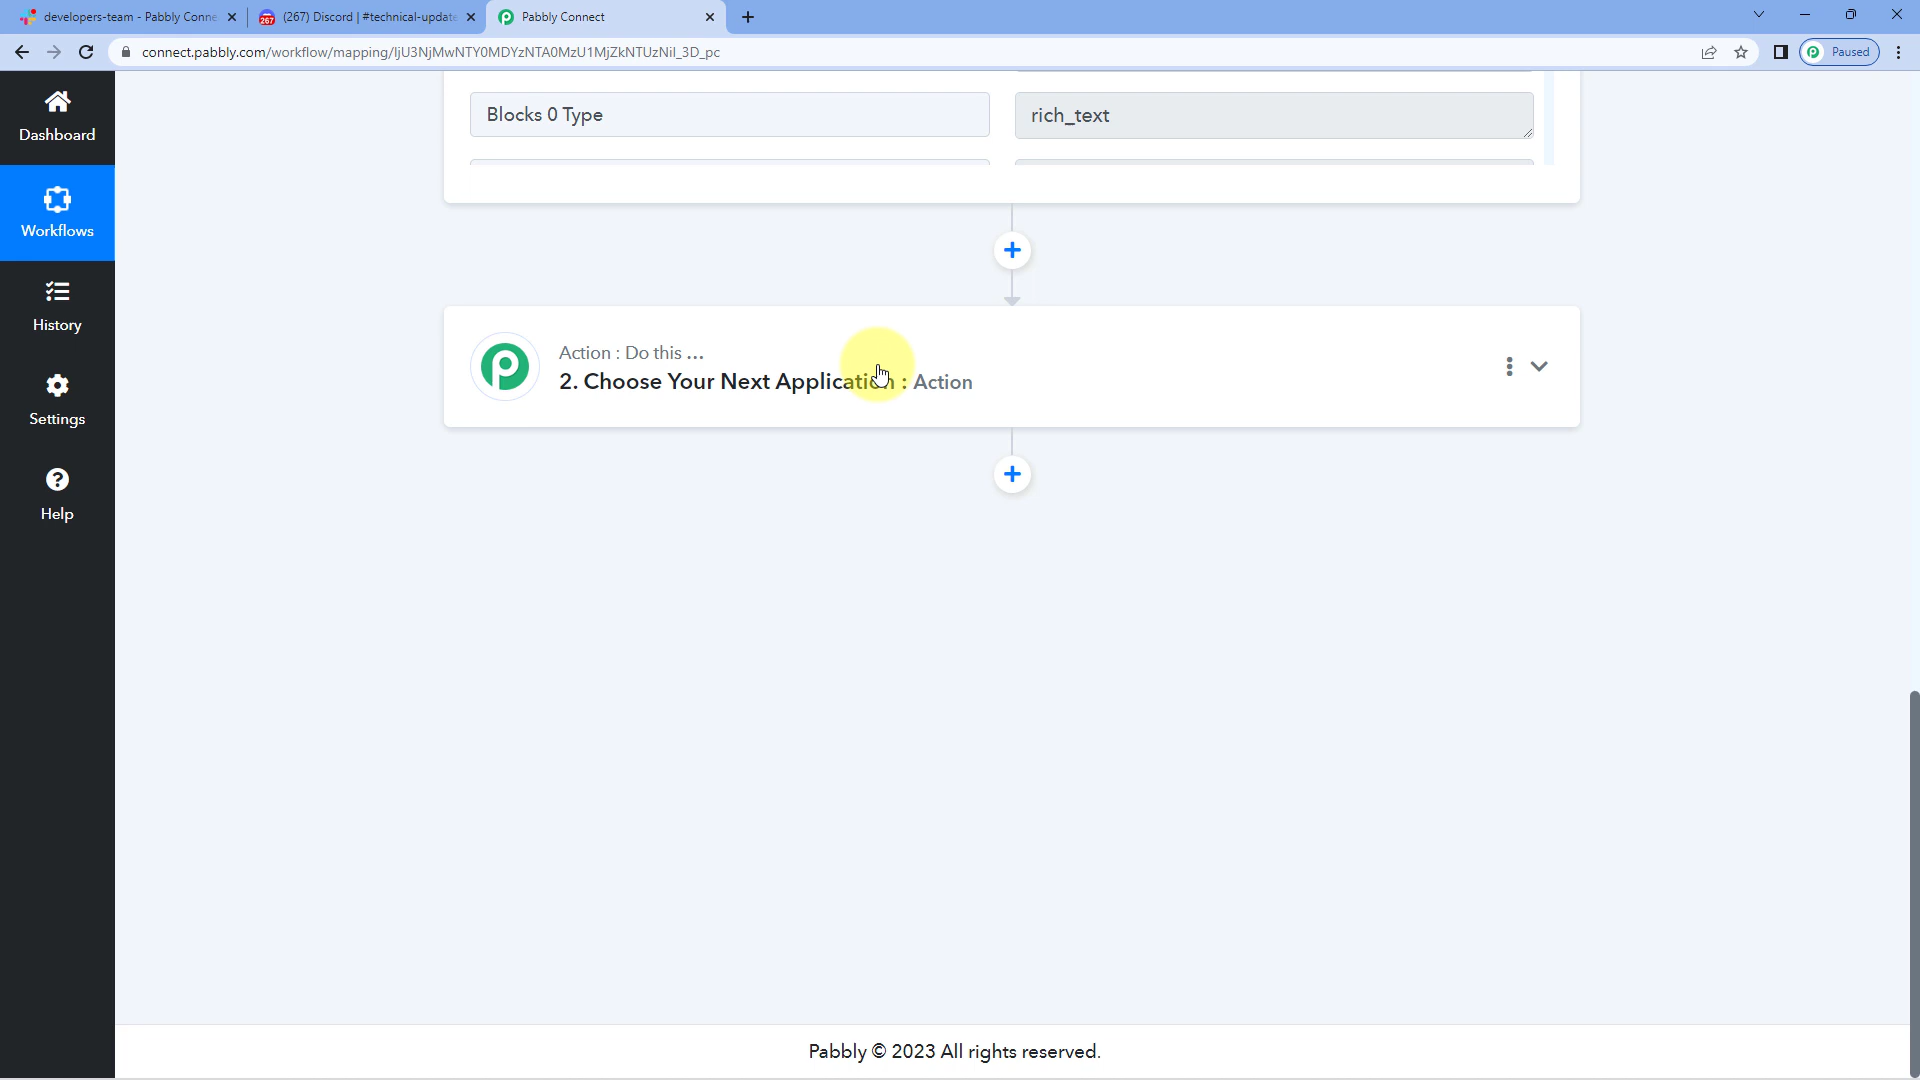 developers-team - Pabbly Conne
267
(267) Discord | #technical-update
Pabbly Connect
connect.pabbly.com/workflow/mapping/IjU3NjMwNTY0MDYzNTA0MzU1MjZkNTUzNiI_3D_pc
Paused
Dashboard
Workflows
History
Settings
Help
Blocks 0 Type
rich_text
Action : Do this ...
2. Choose Your Next Application : Action
Pabbly © 2023 All rights reserved.